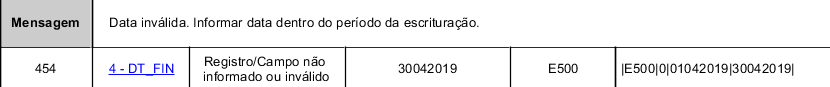 Mensagem Data inválida. Informar data dentro do período da escrituração.
454 4 - DT_FIN Registro/Campo não informado ou inválido 30042019 E500 |E500|0|01042019|30042019|